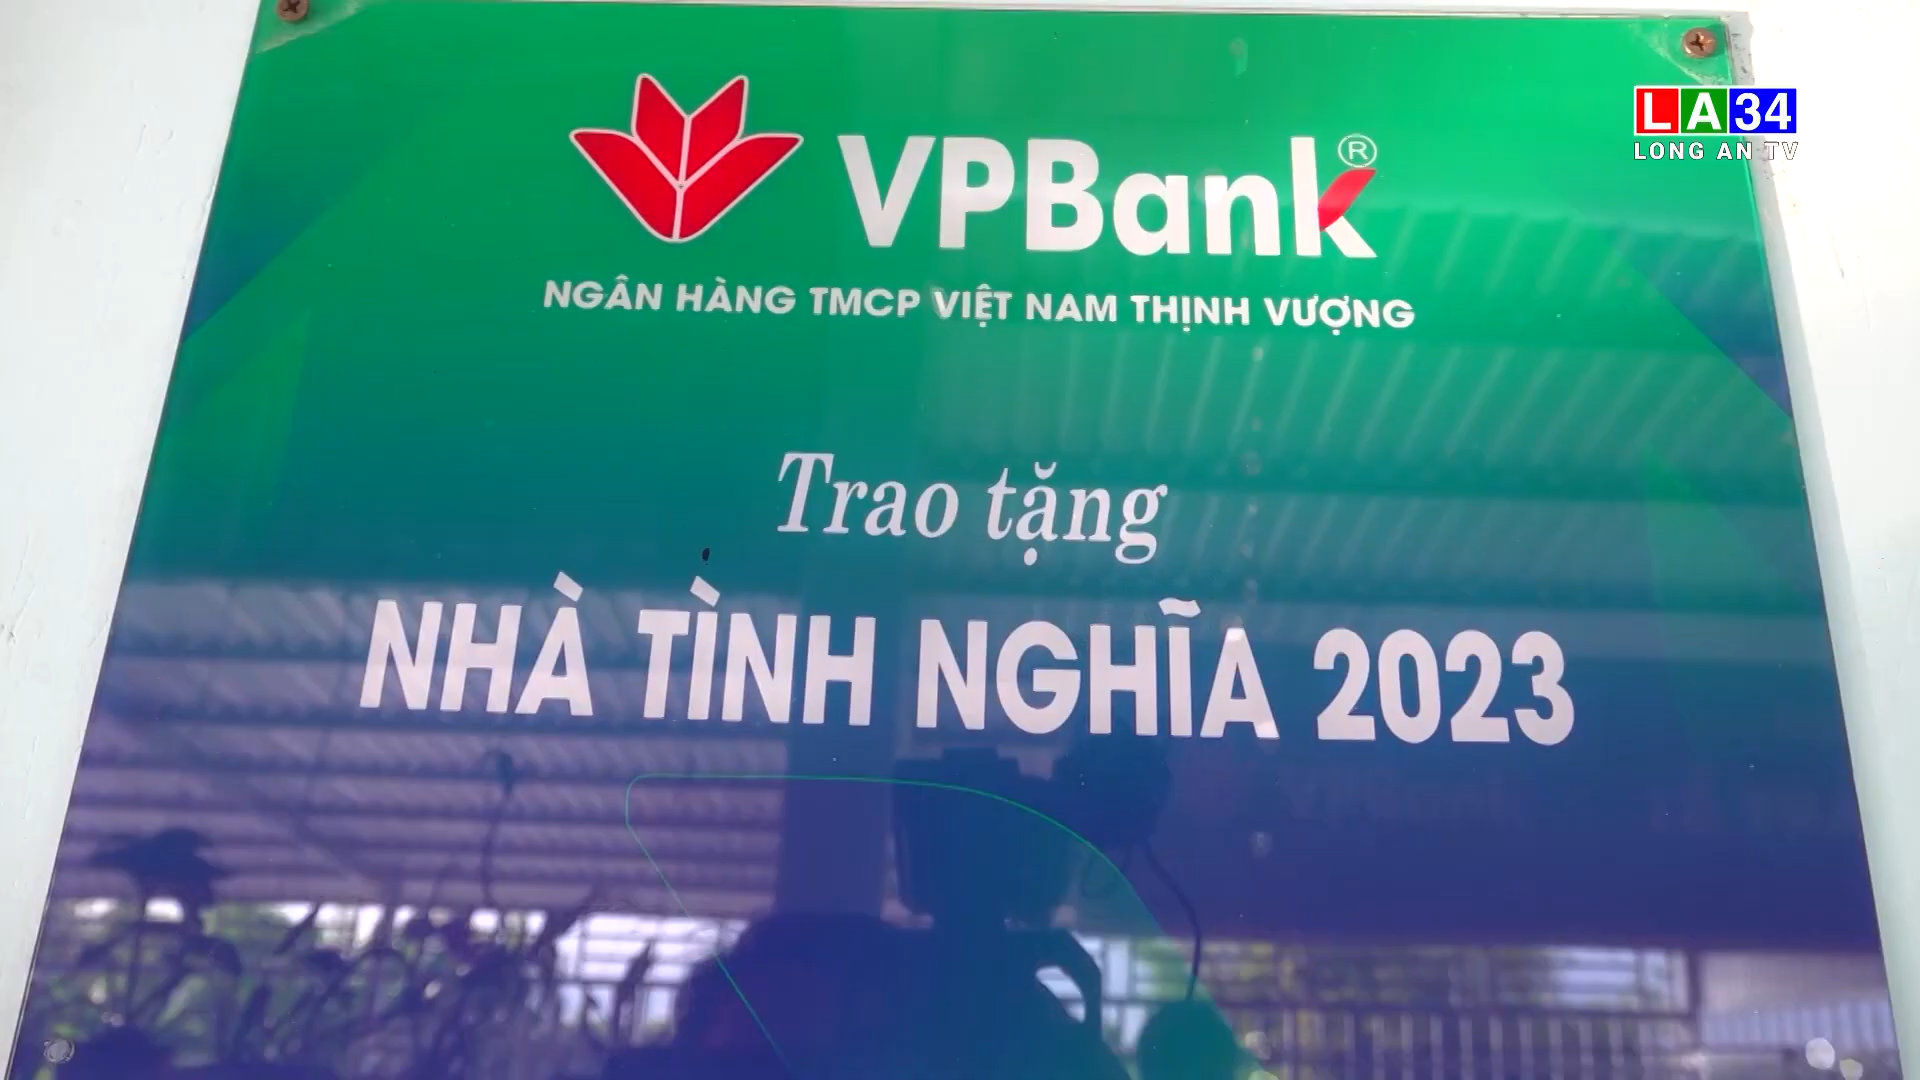 VPBank®
LA34
LONG AN TV
NGÂN HÀNG TMCP VIỆT NAM THỊNH VƯỢNG
Trao tặng
NHÀ TÌNH NGHĨA 2023